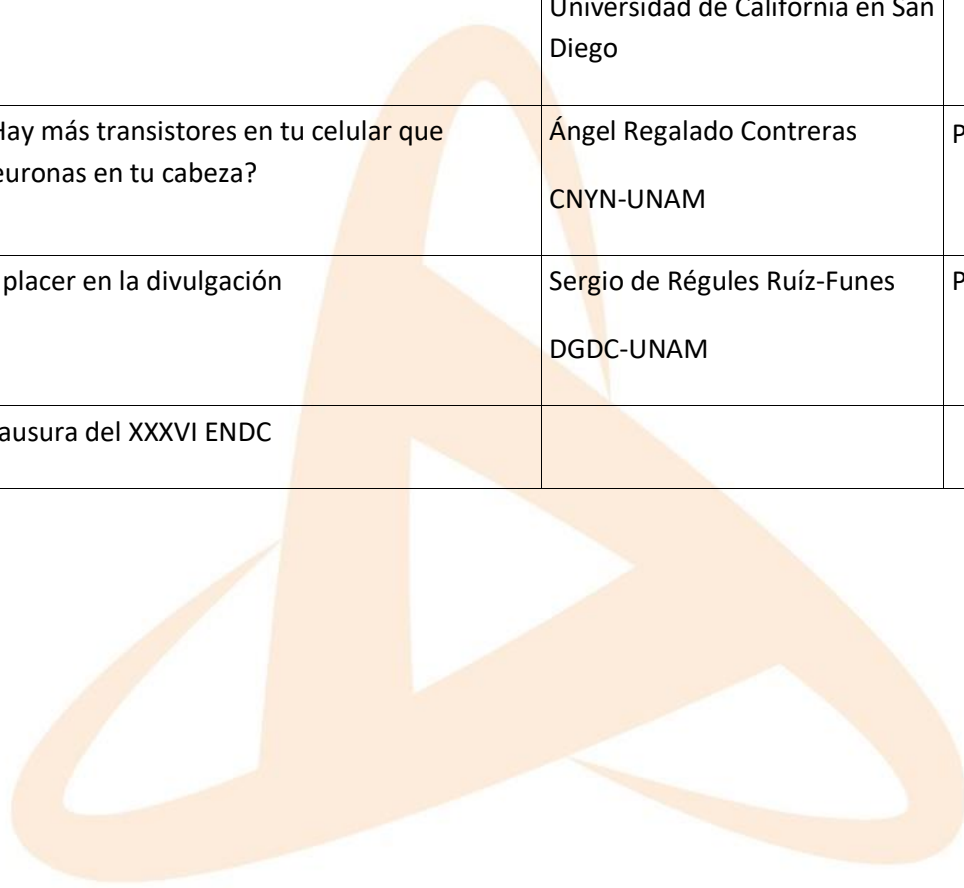 Universidad de California en San
Diego
Hay más transistores en tu celular que
euronas en tu cabeza?
Ángel Regalado Contreras
P
CNYN-UNAM
placer en la divulgación
Sergio de Régules Ruíz-Funes
P
DGDC-UNAM
ausura del XXXVI ENDC